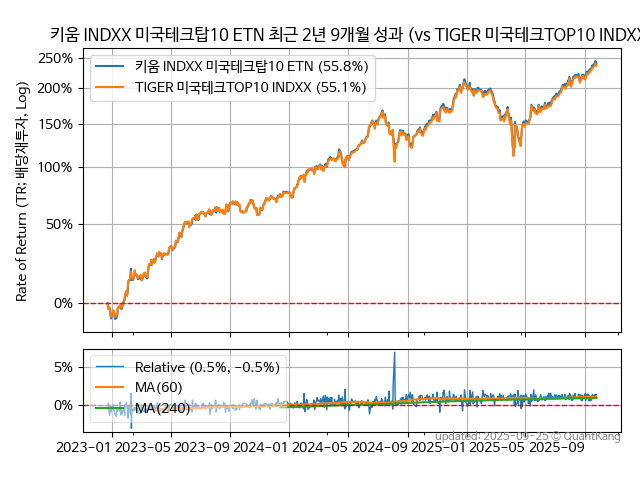 키움 INDXX 미국테크탑10 ETN 최근 2년 9개월 성과 (vs TIGER 미국테크TOP10 INDXX
250%
200%
150%
100%
50%
0%
Rate of Return (TR: 배당재투자, Log)
키움 INDXX 미국테크탑10 ETN (55.8%)
TIGER 미국테크TOP10 INDXX (55.1%)
5%
0%
Relative (0.5%, −0.5%)
MA(60)
MA(240)
2023−01 2023−05 2023−09 2024−01 2024−05 2024−09 2025−01 2025−05 2025−09
updated: 2025-09-25 © QuantKang